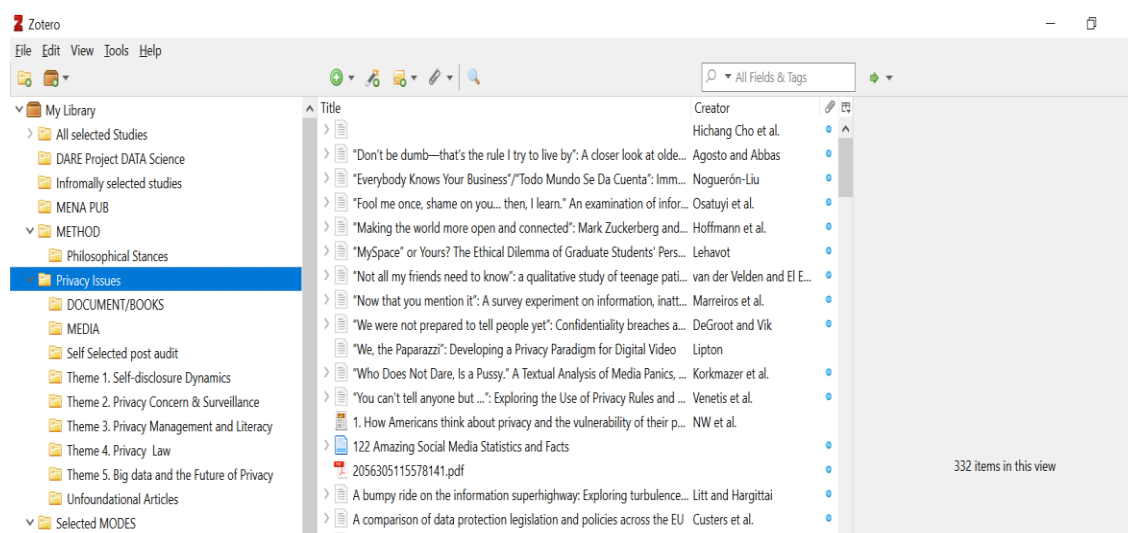 Zotero
File Edit View Tools Help
All Fields & Tags
My Library
All selected Studies
DARE Project DATA Science
Infromally selected studies
MENA PUB
METHOD
Philosophical Stances
Privacy Issues
DOCUMENT/BOOKS
MEDIA
Self Selected post audit
Theme 1. Self-disclosure Dynamics
Theme 2. Privacy Concern & Surveillance
Theme 3. Privacy Management and Literacy
Theme 4. Privacy Law
Theme 5. Big data and the Future of Privacy
Unfoundational Articles
Selected MODES
Title Creator
Hichang Cho et al.
"Don't be dumb—that's the rule I try to live by": A closer look at olde... Agosto and Abbas
"Everybody Knows Your Business"/"Todo Mundo Se Da Cuenta": Imm... Noguerón-Liu
"Fool me once, shame on you... then, I learn." An examination of infor... Osatuyi et al.
"Making the world more open and connected": Mark Zuckerberg and... Hoffmann et al.
"MySpace" or Yours? The Ethical Dilemma of Graduate Students' Pers... Lehavot
"Not all my friends need to know": a qualitative study of teenage pati... van der Velden and El E...
"Now that you mention it": A survey experiment on information, inatt... Marreiros et al.
"We were not prepared to tell people yet": Confidentiality breaches a... DeGroot and Vik
"We, the Paparazzi": Developing a Privacy Paradigm for Digital Video Lipton
"Who Does Not Dare, Is a Pussy." A Textual Analysis of Media Panics, ... Korkmazer et al.
"You can't tell anyone but ...": Exploring the Use of Privacy Rules and ... Venetis et al.
1. How Americans think about privacy and the vulnerability of their p... NW et al.
122 Amazing Social Media Statistics and Facts
2056305115578141.pdf
A bumpy ride on the information superhighway: Exploring turbulence... Litt and Hargittai
A comparison of data protection legislation and policies across the EU Custers et al.
332 items in this view